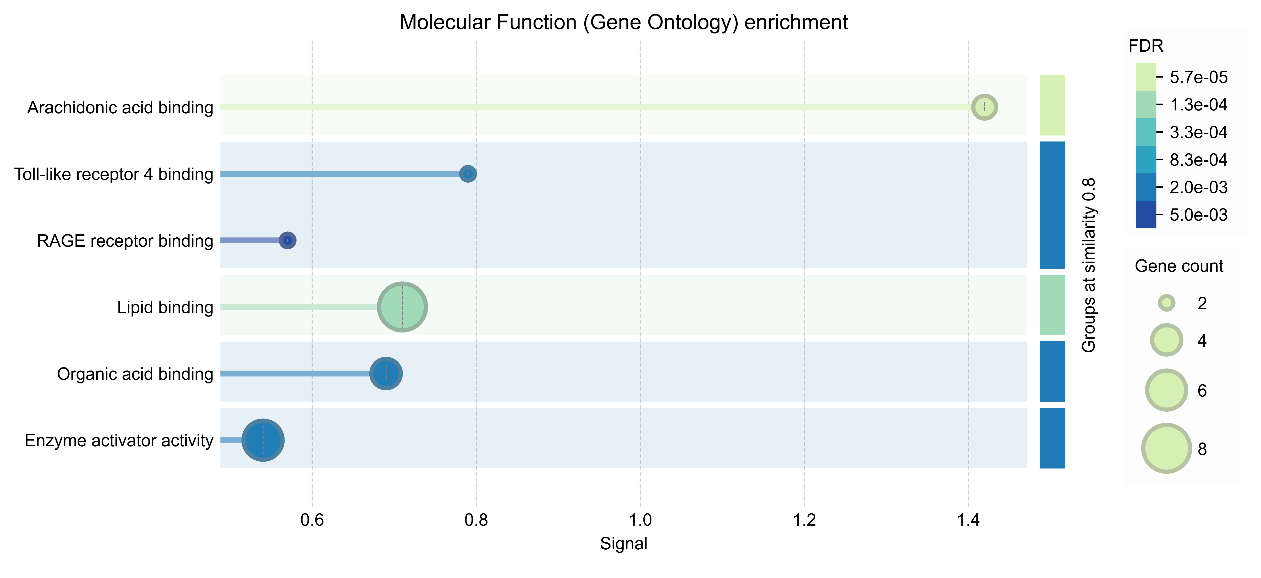 Molecular Function (Gene Ontology) enrichment
Arachidonic acid binding
Toll-like receptor 4 binding
RAGE receptor binding
Lipid binding
Organic acid binding
Enzyme activator activity
0.6
0.8
1.0
1.2
1.4
Signal
Groups at similarity 0.8
FDR
5.7e-05
1.3e-04
3.3e-04
8.3e-04
2.0e-03
5.0e-03
Gene count
2
4
6
8